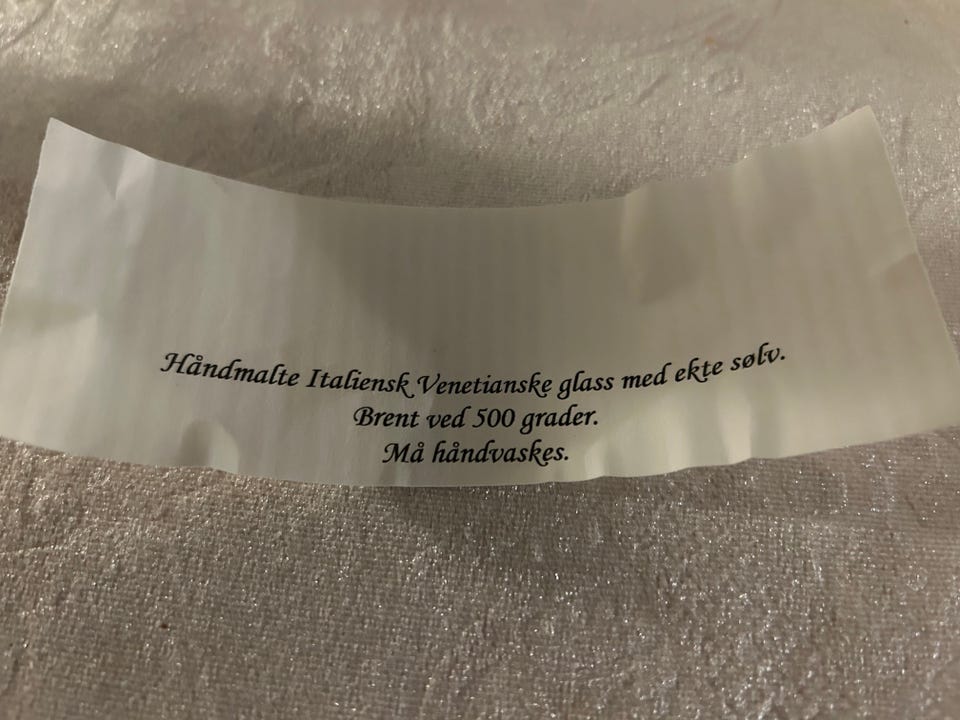 Håndmalte Italiensk Venetianske glass med ekte sølv.
Brent ved 500 grader.
Må håndvaskes.